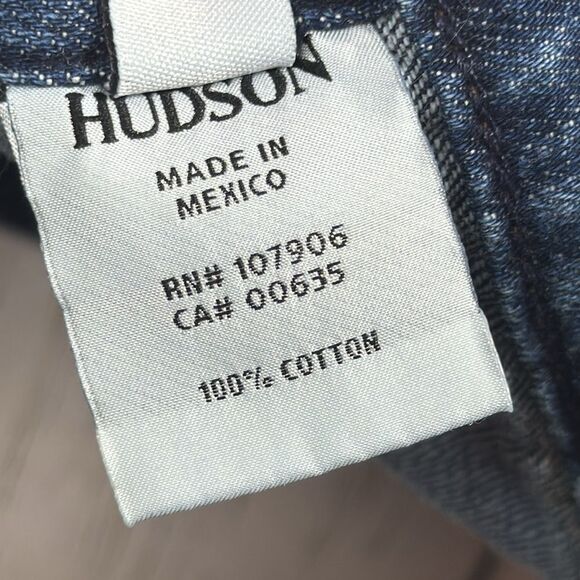 HUDSON
MADE IN
MEXICO
RN# 107906
CA# 00635
100% COTTON